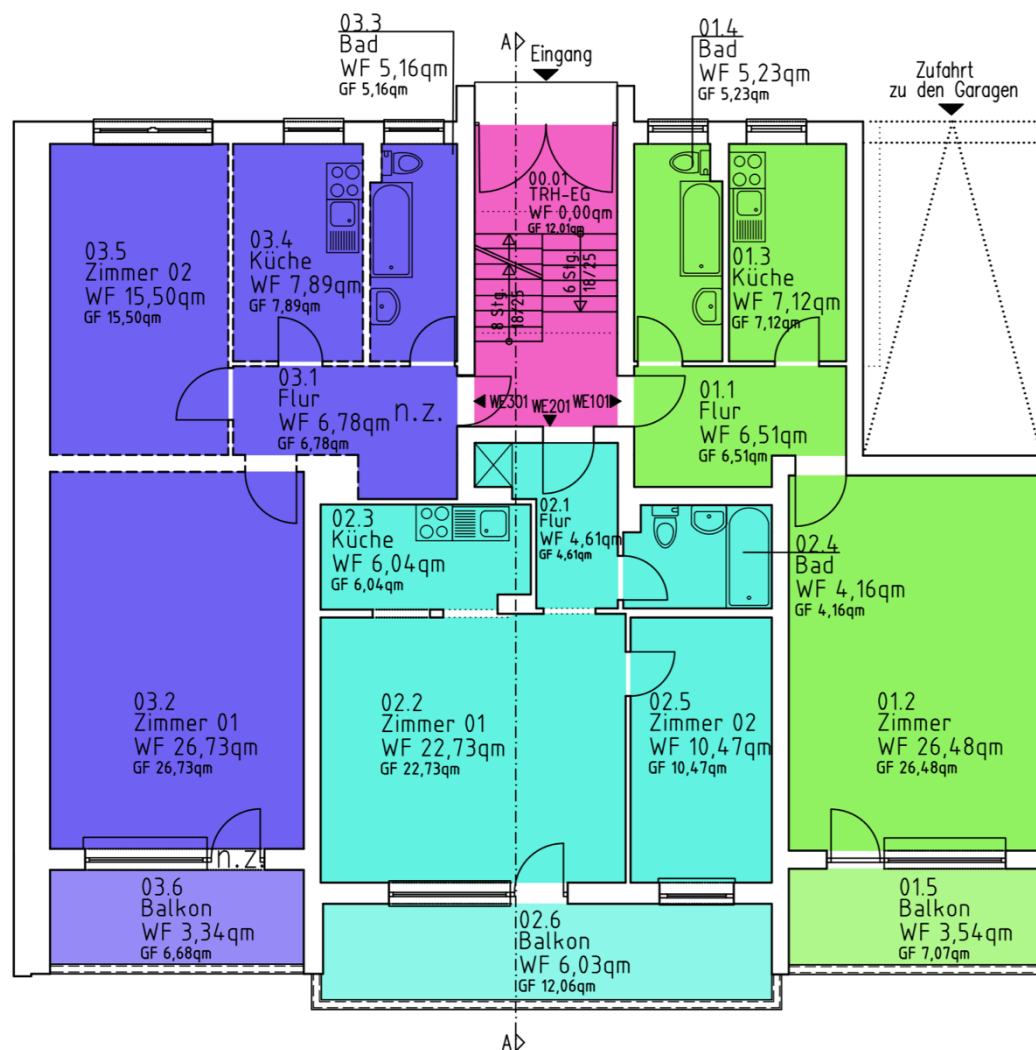 03.3
Bad
WF 5,16qm
GF 5,16qm
A
Eingang
01.4
Bad
WF 5,23qm
GF 5,23qm
Zufahrt
zu den Garagen
00.01
TRH-EG
WF 0,00qm
GF 12,01qm
8 Stg.
18/25
6 Stg.
18/25
03.5
Zimmer 02
WF 15,50qm
GF 15,50qm
03.4
Küche
WF 7,89qm
GF 7,89qm
01.3
Küche
WF 7,12qm
GF 7,12qm
03.1
Flur
WF 6,78qm
GF 6,78qm
n.z.
WE301
WE201
WE101
01.1
Flur
WF 6,51qm
GF 6,51qm
02.3
Küche
WF 6,04qm
GF 6,04qm
02.1
Flur
WF 4,61qm
GF 4,61qm
02.4
Bad
WF 4,16qm
GF 4,16qm
03.2
Zimmer 01
WF 26,73qm
GF 26,73qm
02.2
Zimmer 01
WF 22,73qm
GF 22,73qm
02.5
Zimmer 02
WF 10,47qm
GF 10,47qm
01.2
Zimmer
WF 26,48qm
GF 26,48qm
n.z.
03.6
Balkon
WF 3,34qm
GF 6,68qm
02.6
Balkon
WF 6,03qm
GF 12,06qm
01.5
Balkon
WF 3,54qm
GF 7,07qm
A